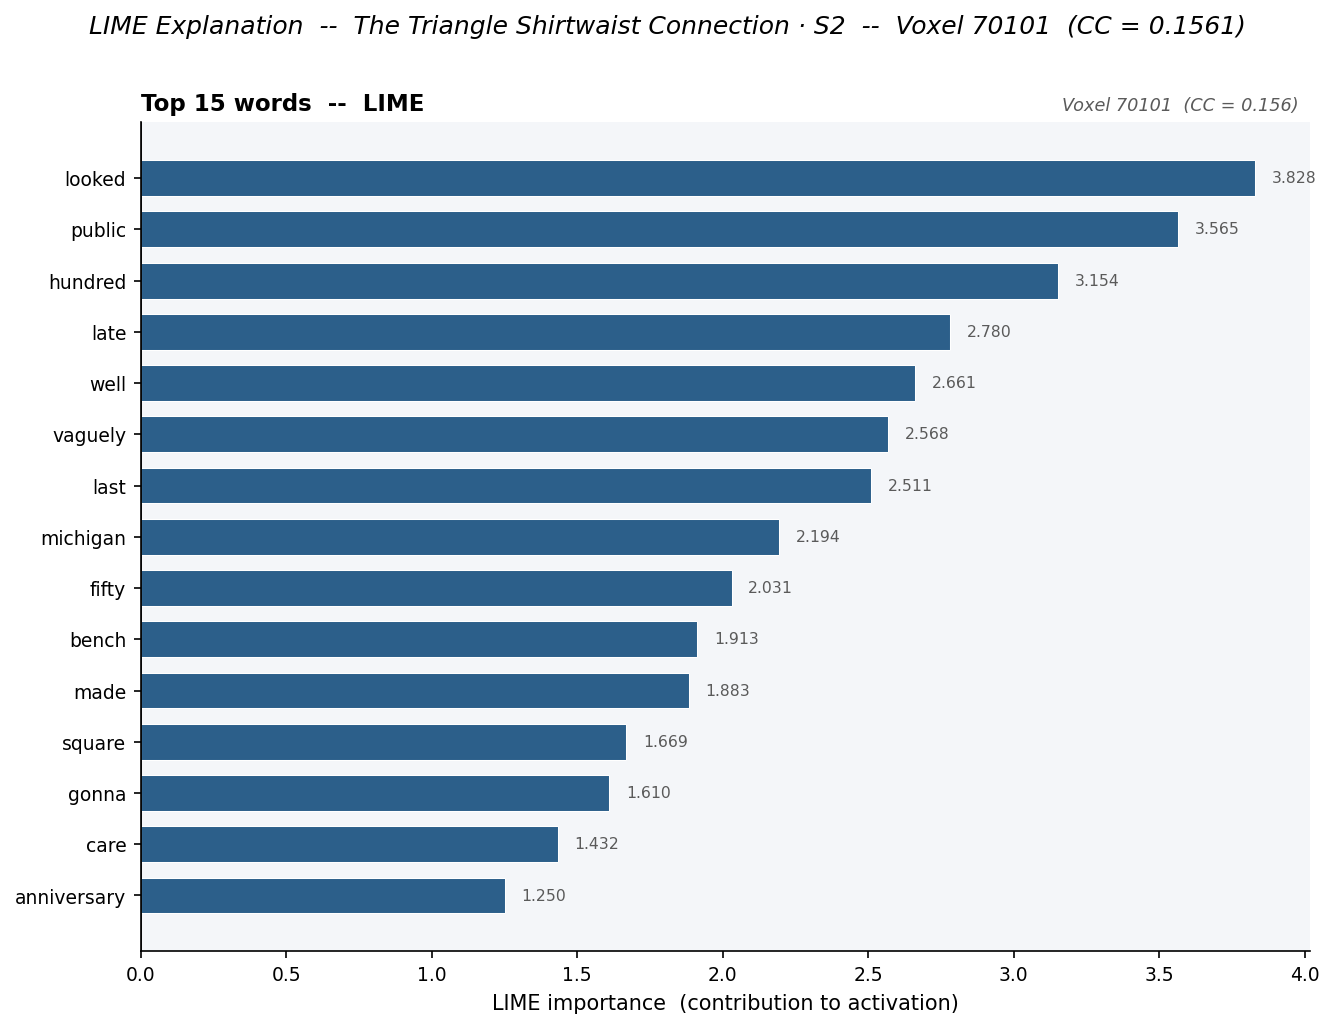 LIME Explanation -- The Triangle Shirtwaist Connection · S2 -- Voxel 70101 (CC = 0.1561)
Top 15 words -- LIME
Voxel 70101 (CC = 0.156)
looked 3.828
public 3.565
hundred 3.154
late 2.780
well 2.661
vaguely 2.568
last 2.511
michigan 2.194
fifty 2.031
bench 1.913
made 1.883
square 1.669
gonna 1.610
care 1.432
anniversary 1.250
0.0 0.5 1.0 1.5 2.0 2.5 3.0 3.5 4.0
LIME importance (contribution to activation)